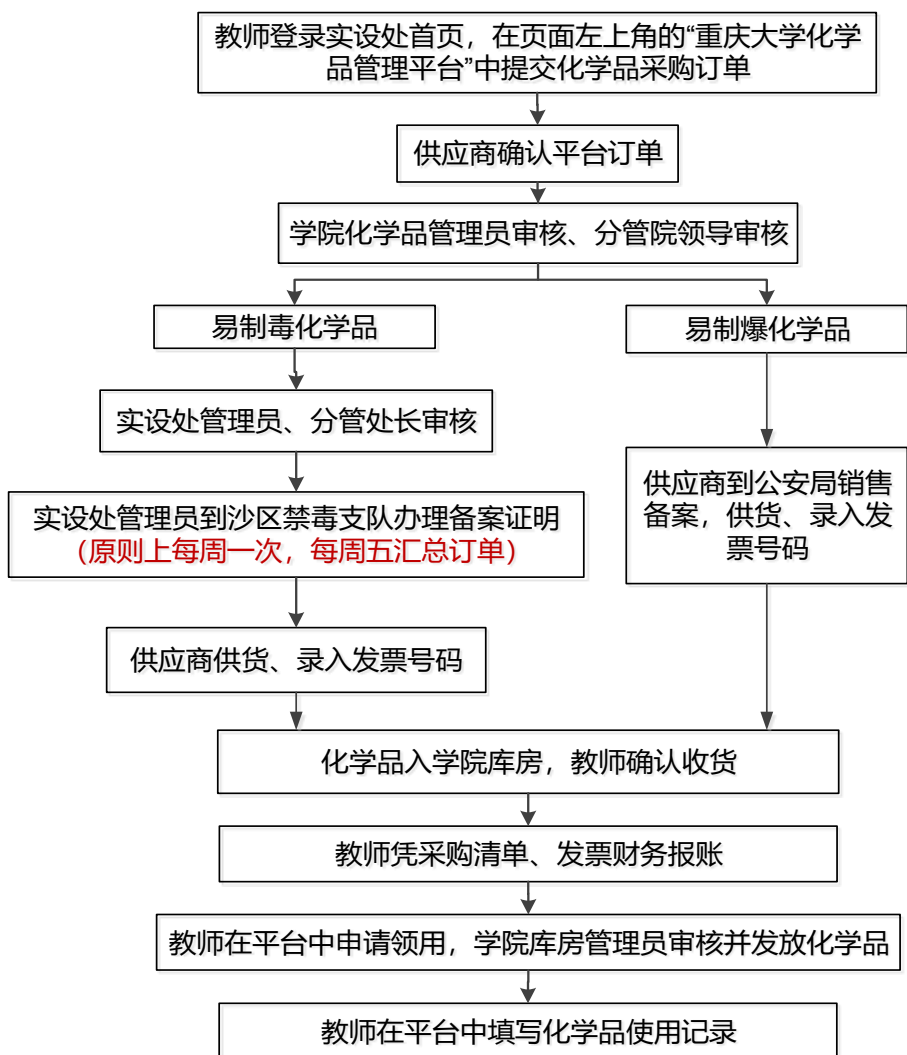 教师登录实设处首页，在页面左上角的“重庆大学化学
品管理平台”中提交化学品采购订单
供应商确认平台订单
学院化学品管理员审核、分管院领导审核
易制毒化学品
易制爆化学品
实设处管理员、分管处长审核
实设处管理员到沙区禁毒支队办理备案证明
（原则上每周一次，每周五汇总订单）
供应商到公安局销售
备案，供货、录入发
票号码
供应商供货、录入发票号码
化学品入学院库房，教师确认收货
教师凭采购清单、发票财务报账
教师在平台中申请领用，学院库房管理员审核并发放化学品
教师在平台中填写化学品使用记录